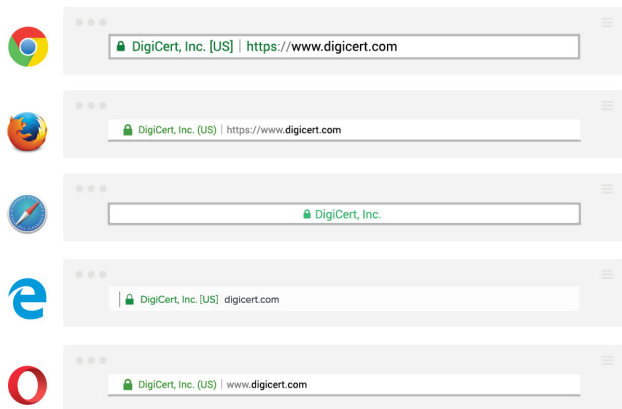 DigiCert, Inc. [US] | https://www.digicert.com
DigiCert, Inc. (US) | https://www.digicert.com
DigiCert, Inc.
DigiCert, Inc. [US] digicert.com
DigiCert, Inc. (US) | www.digicert.com